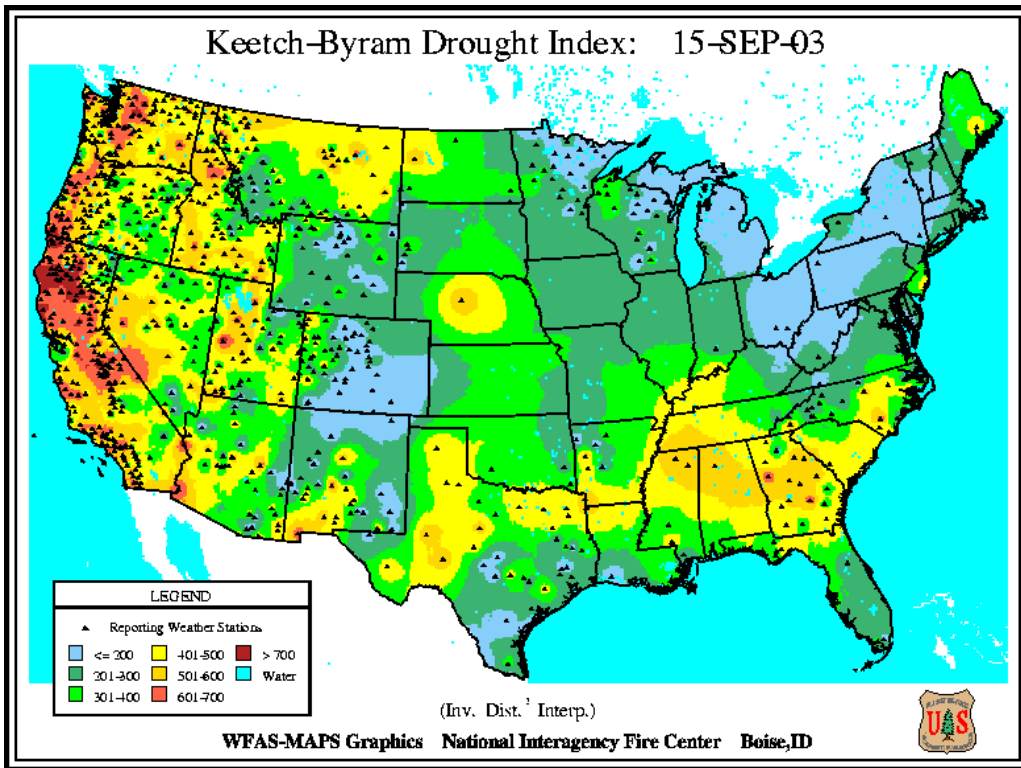 Keetch-Byram Drought Index: 15-SEP-03
LEGEND
Reporting Weather Stations
<= 200
401-500
> 700
201-300
501-600
Water
301-400
601-700
(Inv. Dist.² Interp.)
WFAS-MAPS Graphics National Interagency Fire Center Boise,ID
US